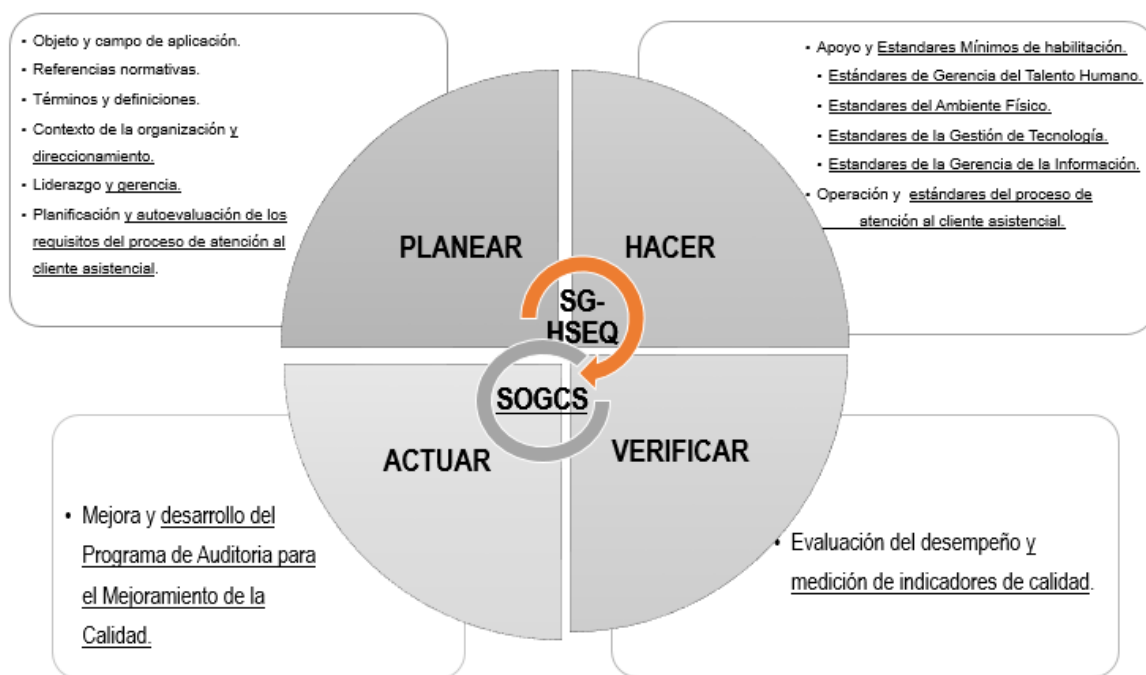 • Objeto y campo de aplicación.
• Referencias normativas.
• Términos y definiciones.
• Contexto de la organización y
direccionamiento.
• Liderazgo y gerencia.
• Planificación y autoevaluación de los
requisitos del proceso de atención al
cliente asistencial.
• Apoyo y Estandares Mínimos de habilitación.
• Estándares de Gerencia del Talento Humano.
• Estandares del Ambiente Físico.
• Estandares de la Gestión de Tecnología.
• Estandares de la Gerencia de la Información.
• Operación y estándares del proceso de
atención al cliente asistencial.
PLANEAR
HACER
SG-
HSEQ
SOGCS
ACTUAR
VERIFICAR
• Mejora y desarrollo del
Programa de Auditoria para
el Mejoramiento de la
Calidad.
• Evaluación del desempeño y
medición de indicadores de calidad.